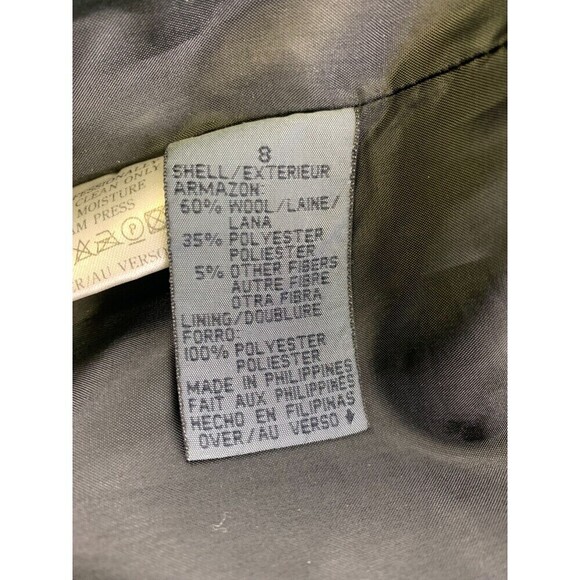 8
SHELL/EXTERIEUR
ARMAZON:
60% WOOL/LAINE/
LANA
35% POLYESTER
POLIESTER
5% OTHER FIBERS
AUTRE FIBRE
OTRA FIBRA
LINING/DOUBLURE
FORRO:
100% POLYESTER
POLIESTER
MADE IN PHILIPPINES
FAIT AUX PHILIPPINES
HECHO EN FILIPINAS
OVER/AU VERSO
CLEAN ONLY
MOISTURE
PRESS
P
/AU VERSO